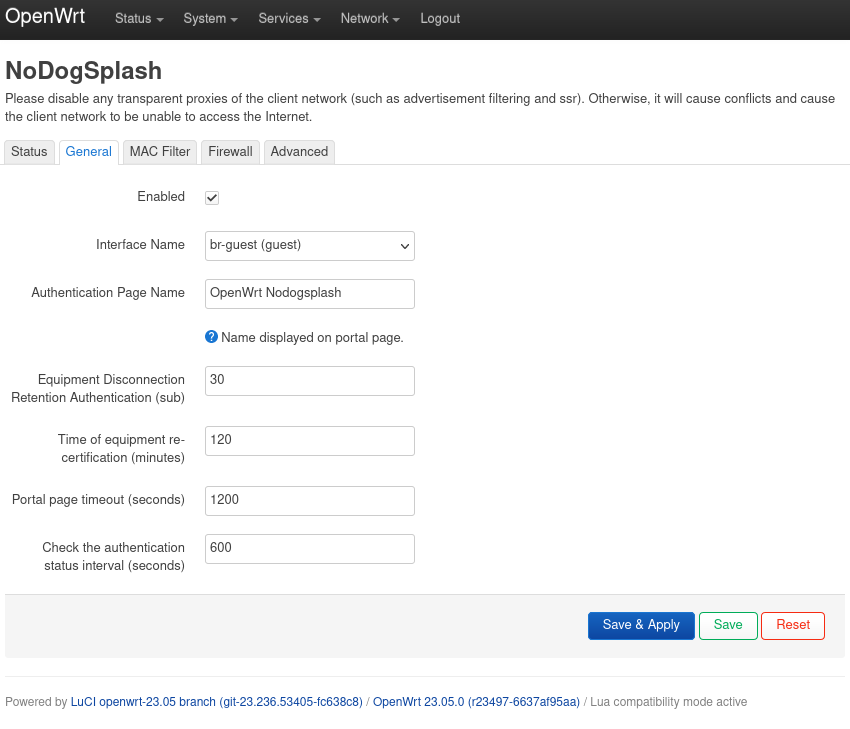 OpenWrt Status System Services Network Logout
NoDogSplash
Please disable any transparent proxies of the client network (such as advertisement filtering and ssr). Otherwise, it will cause conflicts and cause
the client network to be unable to access the Internet.
Status General MAC Filter Firewall Advanced
Enabled
Interface Name br-guest (guest)
Authentication Page Name OpenWrt Nodogsplash
? Name displayed on portal page.
Equipment Disconnection 30
Retention Authentication (sub)
Time of equipment re- 120
certification (minutes)
Portal page timeout (seconds) 1200
Check the authentication 600
status interval (seconds)
Save & Apply Save Reset
Powered by LuCI openwrt-23.05 branch (git-23.236.53405-fc638c8) / OpenWrt 23.05.0 (r23497-6637af95aa) / Lua compatibility mode active